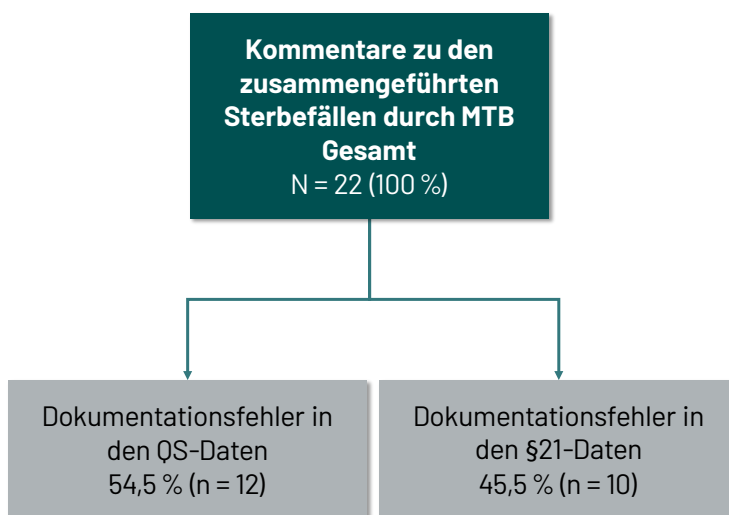 Kommentare zu den
zusammengeführten
Sterbefällen durch MTB
Gesamt
N = 22 (100 %)
Dokumentationsfehler in
den QS-Daten
54,5 % (n = 12)
Dokumentationsfehler in
den §21-Daten
45,5 % (n = 10)